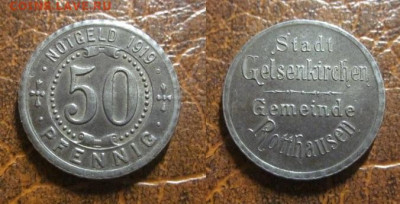 · NOTGELD 1919 ·
50
PFENNIG
Stadt
Gelsenkirchen
Gemeinde
Rotthausen